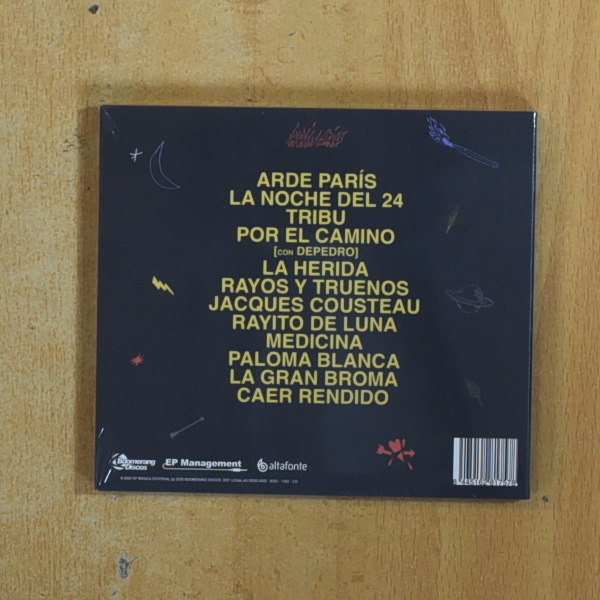 ARDE PARÍS
LA NOCHE DEL 24
TRIBU
POR EL CAMINO
[CON DEPEDRO]
LA HERIDA
RAYOS Y TRUENOS
JACQUES COUSTEAU
RAYITO DE LUNA
MEDICINA
PALOMA BLANCA
LA GRAN BROMA
CAER RENDIDO
Boomerang Discos
EP Management
altafonte